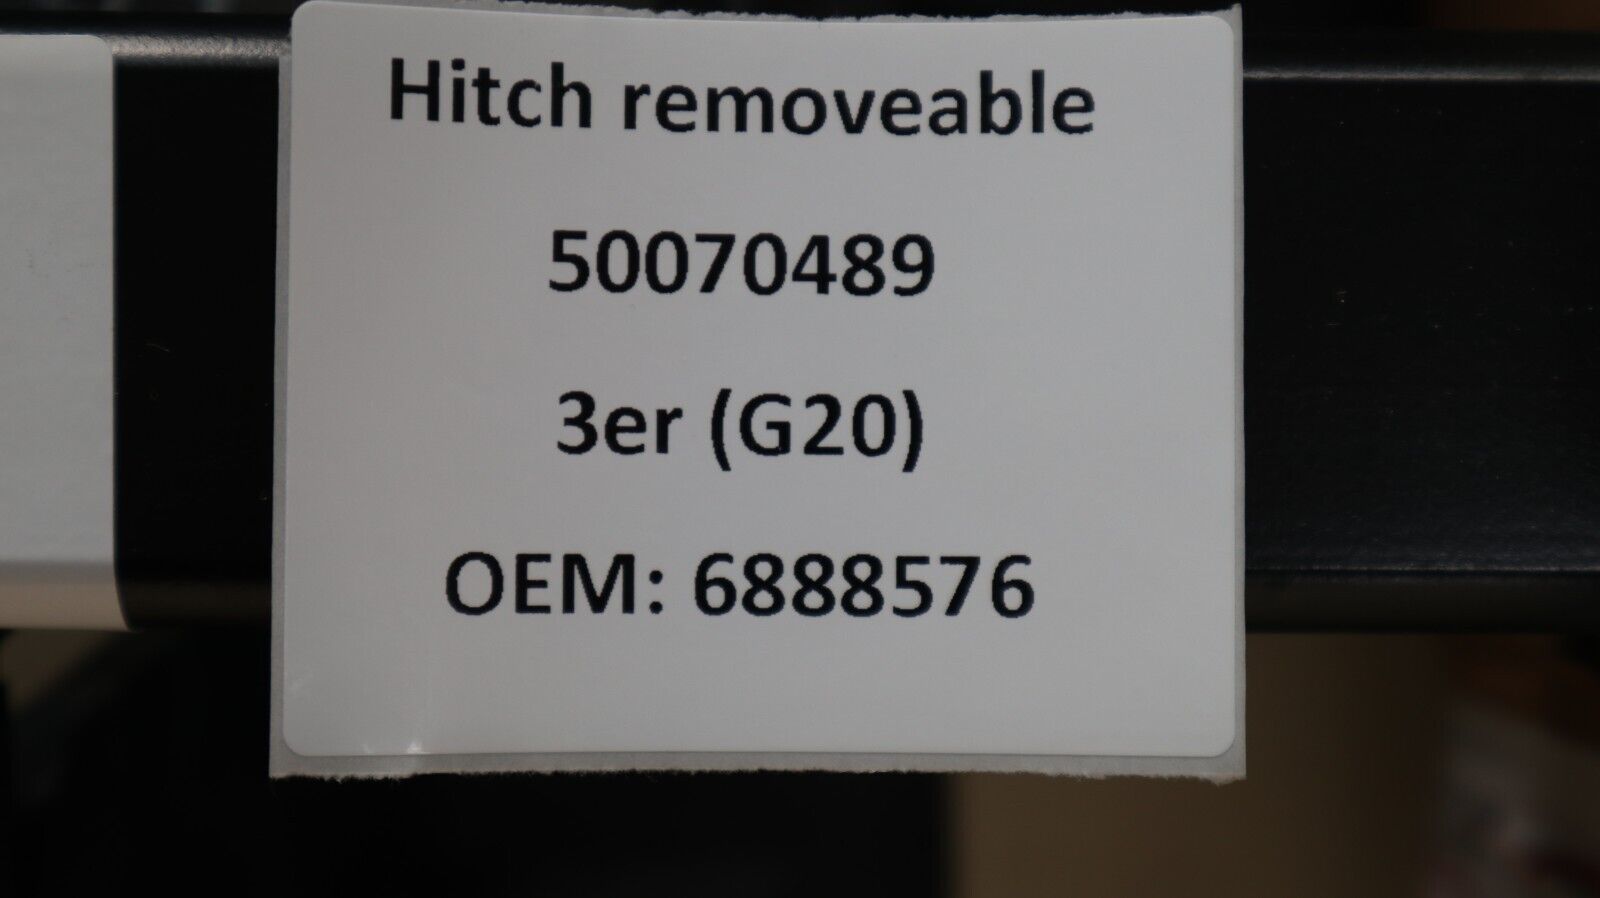 Hitch removeable
50070489
3er (G20)
OEM: 6888576